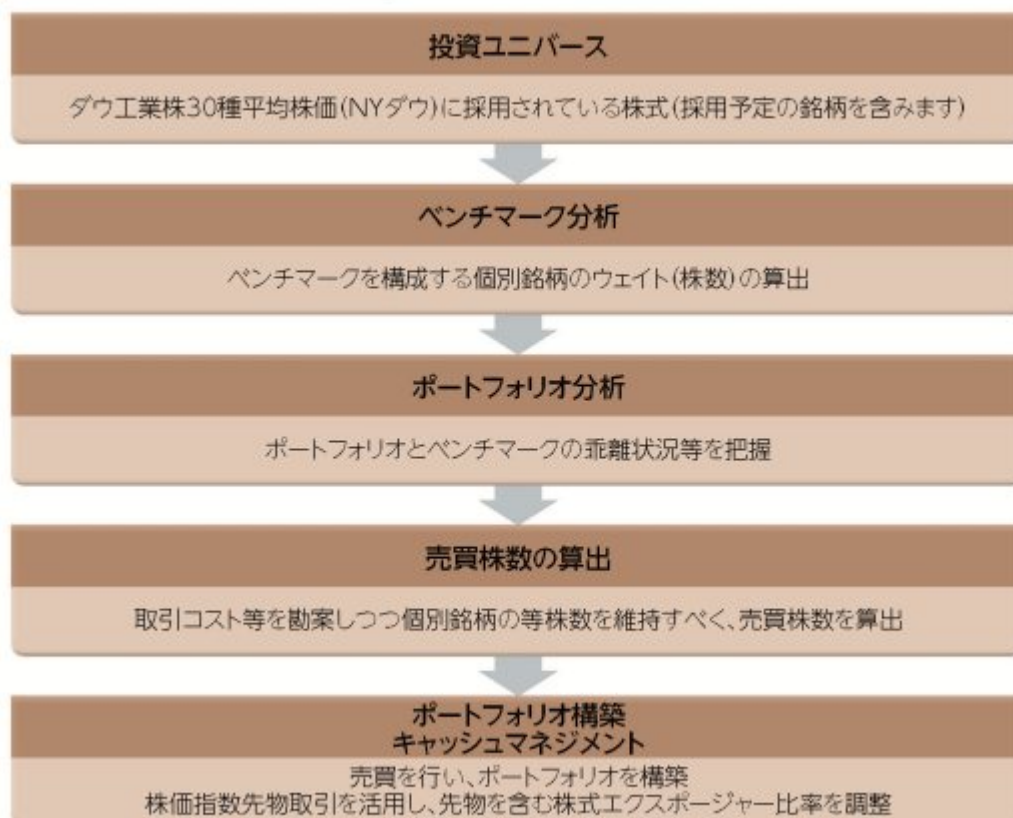 投資ユニバース
ダウ工業株30種平均株価(NYダウ)に採用されている株式(採用予定の銘柄を含みます)
ベンチマーク分析
ベンチマークを構成する個別銘柄のウェイト(株数)の算出
ポートフォリオ分析
ポートフォリオとベンチマークの乖離状況等を把握
売買株数の算出
取引コスト等を勘案しつつ個別銘柄の等株数を維持すべく、売買株数を算出
ポートフォリオ構築
キャッシュマネジメント
売買を行い、ポートフォリオを構築
株価指数先物取引を活用し、先物を含む株式エクスポージャー比率を調整